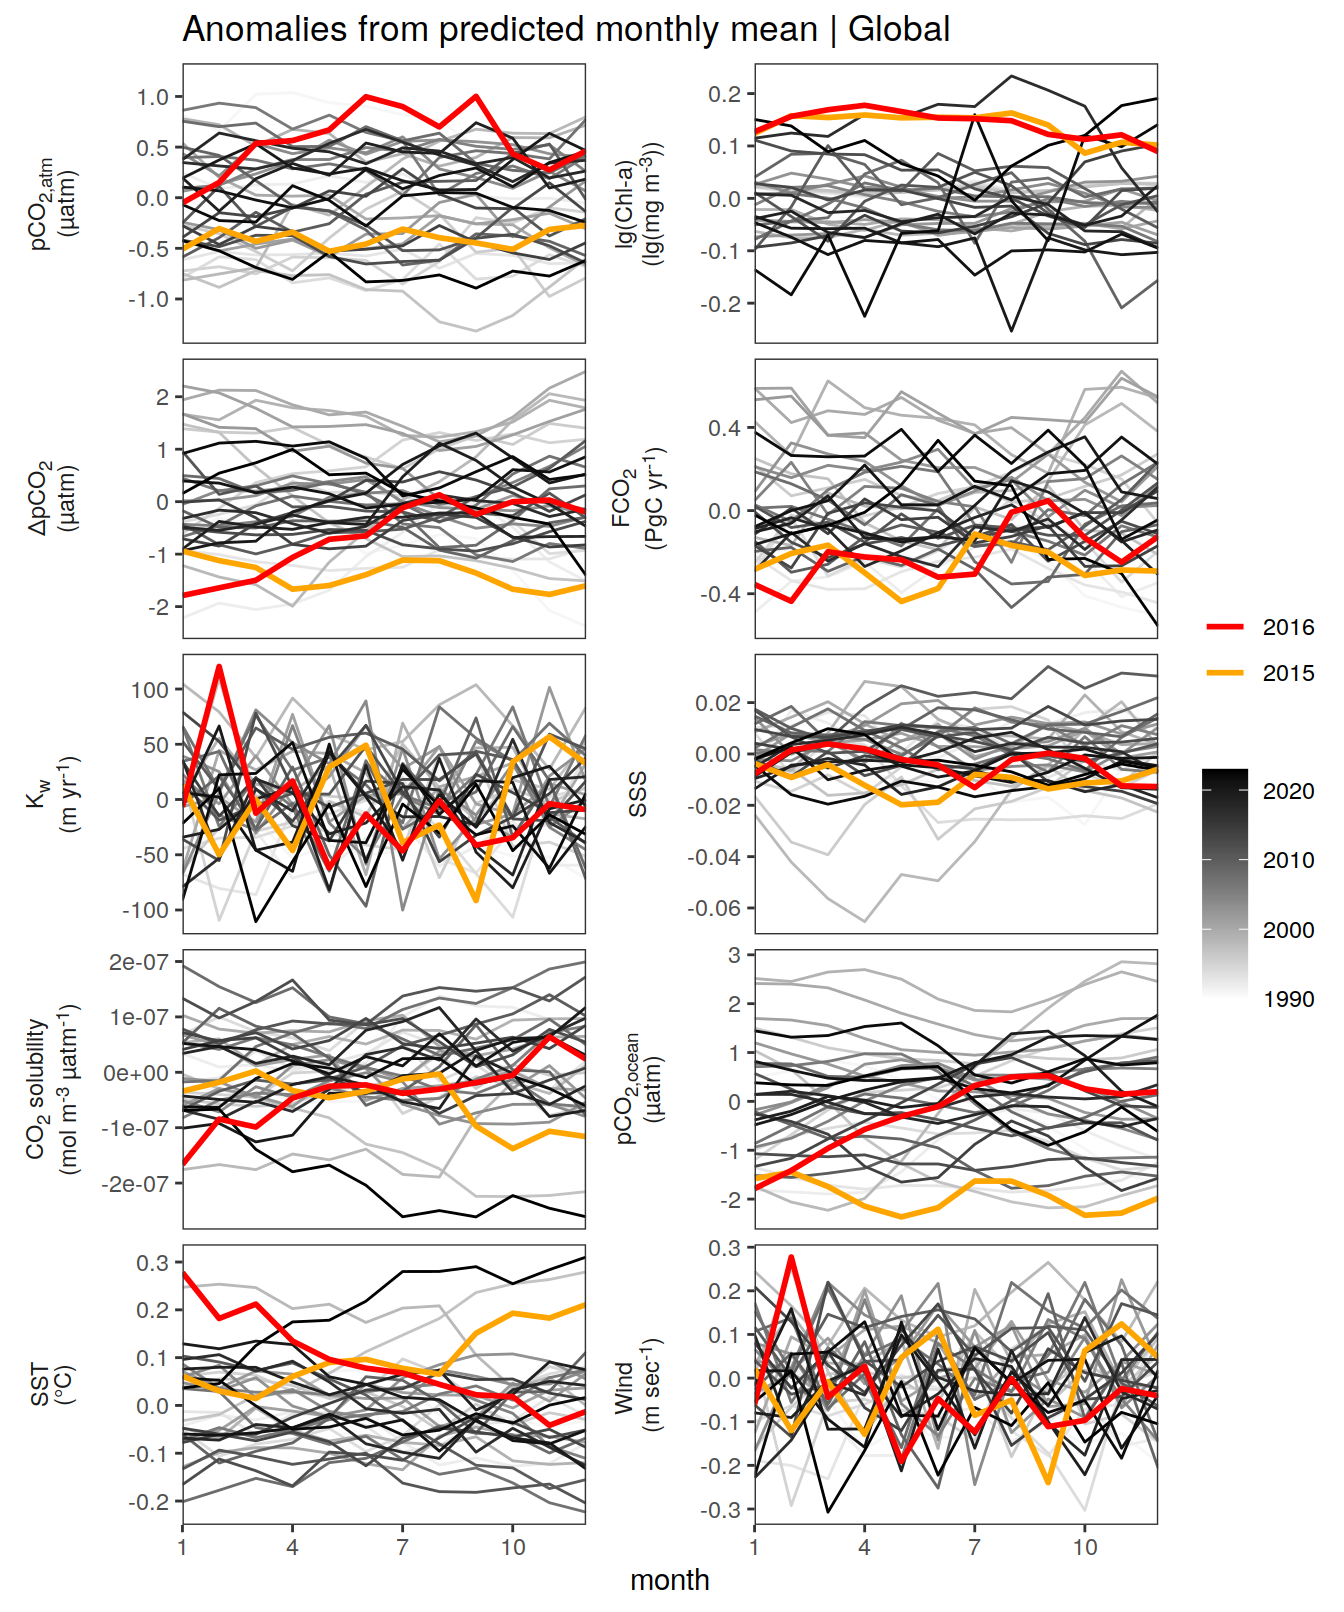 Anomalies from predicted monthly mean | Global
pCO2,atm
(µatm)
1.0
0.5
0.0
-0.5
-1.0
lg(Chl-a)
(lg(mg m-3))
0.2
0.1
0.0
-0.1
-0.2
ΔpCO2
(µatm)
2
1
0
-1
-2
FCO2
(PgC yr-1)
0.4
0.0
-0.4
Kw
(m yr-1)
100
50
0
-50
-100
SSS
0.02
0.00
-0.02
-0.04
-0.06
CO2 solubility
(mol m-3 µatm-1)
2e-07
1e-07
0e+00
-1e-07
-2e-07
pCO2,ocean
(µatm)
3
2
1
0
-1
-2
SST
(°C)
0.3
0.2
0.1
0.0
-0.1
-0.2
Wind
(m sec-1)
0.3
0.2
0.1
0.0
-0.1
-0.2
-0.3
1 4 7 10
1 4 7 10
month
2016
2015
2020
2010
2000
1990